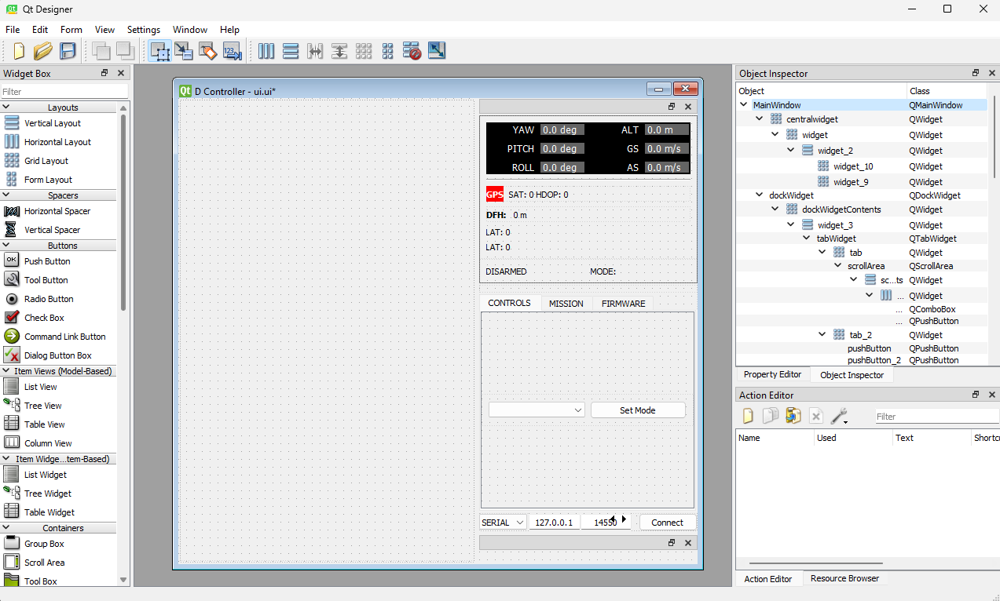 Qt Designer
File Edit Form View Settings Window Help
Widget Box
Filter
Layouts
Vertical Layout
Horizontal Layout
Grid Layout
Form Layout
Spacers
Horizontal Spacer
Vertical Spacer
Buttons
Push Button
Tool Button
Radio Button
Check Box
Command Link Button
Dialog Button Box
Item Views (Model-Based)
List View
Tree View
Table View
Column View
Item Widge...tem-Based)
List Widget
Tree Widget
Table Widget
Containers
Group Box
Scroll Area
Tool Box
D Controller - ui.ui*
YAW 0.0 deg ALT 0.0 m
PITCH 0.0 deg GS 0.0 m/s
ROLL 0.0 deg AS 0.0 m/s
GPS SAT: 0 HDOP: 0
DFH: 0 m
LAT: 0
LAT: 0
DISARMED MODE:
CONTROLS MISSION FIRMWARE
Set Mode
SERIAL 127.0.0.1 14550 Connect
Object Inspector
Object Class
MainWindow QMainWindow
centralwidget QWidget
widget QWidget
widget_2 QWidget
widget_10 QWidget
widget_9 QWidget
dockWidget QDockWidget
dockWidgetContents QWidget
widget_3 QWidget
tabWidget QTabWidget
tab QWidget
scrollArea QScrollArea
sc...ts QWidget
... QWidget
... QComboBox
... QPushButton
tab_2 QWidget
pushButton QPushButton
pushButton_2 QPushButton
Property Editor Object Inspector
Action Editor
Filter
Name Used Text Shortc
Action Editor Resource Browser